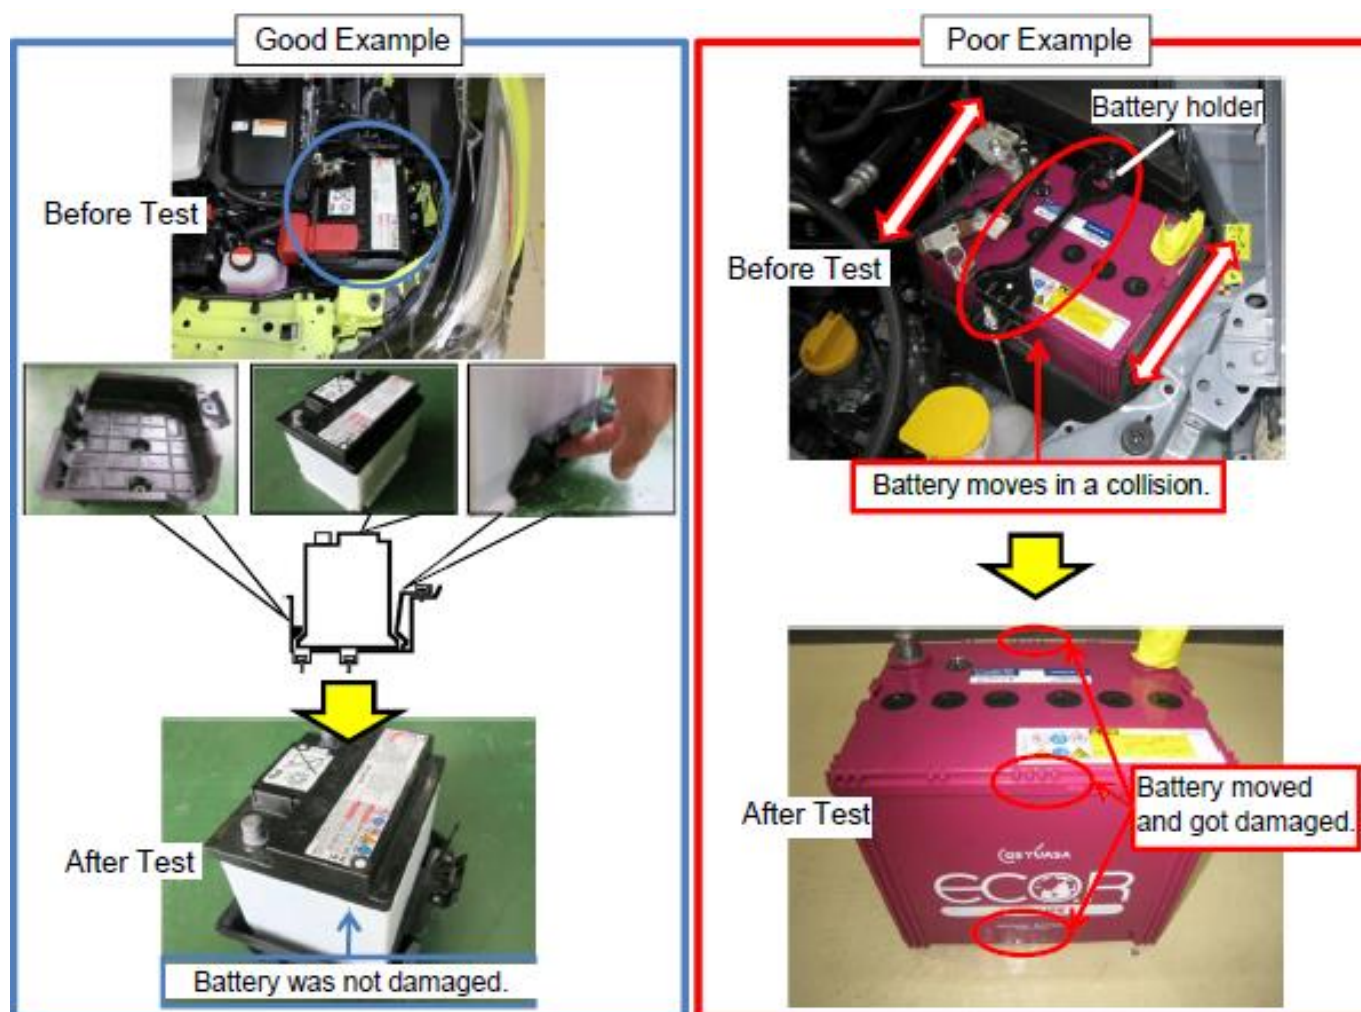 Good Example
Before Test
After Test
Battery was not damaged.
Poor Example
Battery holder
Before Test
Battery moves in a collision.
After Test
Battery moved
and got damaged.
GS YUASA
ECO.R